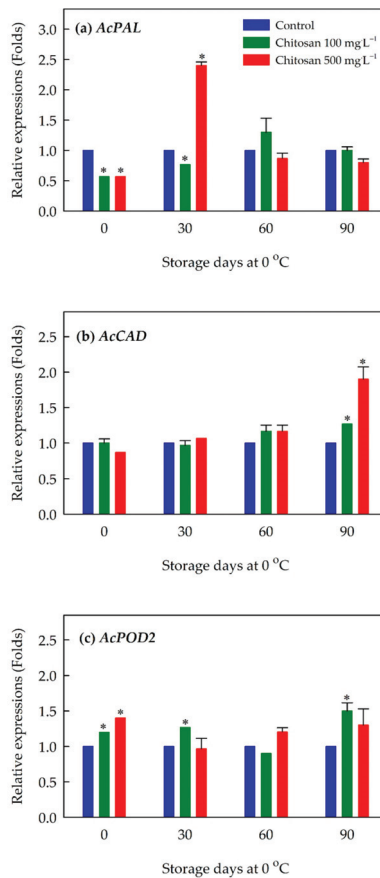 (a) AcPAL
Control
Chitosan 100 mg L⁻¹
Chitosan 500 mg L⁻¹
Relative expressions (Folds)
3.0
2.5
2.0
1.5
1.0
0.5
0.0
* * * *
0 30 60 90
Storage days at 0 °C
(b) AcCAD
Relative expressions (Folds)
2.5
2.0
1.5
1.0
0.5
0.0
* *
0 30 60 90
Storage days at 0 °C
(c) AcPOD2
Relative expressions (Folds)
2.5
2.0
1.5
1.0
0.5
0.0
* * * *
0 30 60 90
Storage days at 0 °C